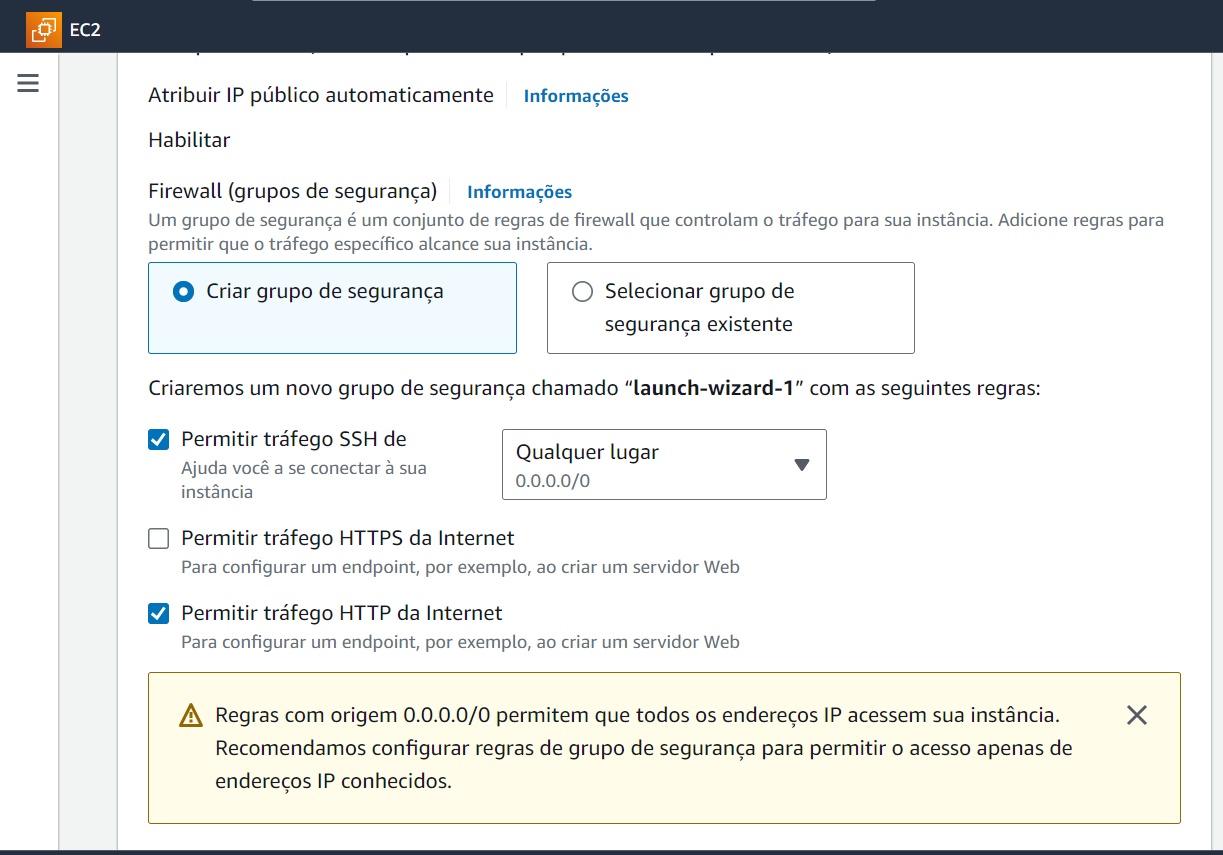 EC2
Atribuir IP público automaticamente
Informações
Habilitar
Firewall (grupos de segurança)
Informações
Um grupo de segurança é um conjunto de regras de firewall que controlam o tráfego para sua instância. Adicione regras para
permitir que o tráfego específico alcance sua instância.
Criar grupo de segurança
Selecionar grupo de
segurança existente
Criaremos um novo grupo de segurança chamado “launch-wizard-1” com as seguintes regras:
Permitir tráfego SSH de
Ajuda você a se conectar à sua
instância
Qualquer lugar
0.0.0.0/0
Permitir tráfego HTTPS da Internet
Para configurar um endpoint, por exemplo, ao criar um servidor Web
Permitir tráfego HTTP da Internet
Para configurar um endpoint, por exemplo, ao criar um servidor Web
Regras com origem 0.0.0.0/0 permitem que todos os endereços IP acessem sua instância.
Recomendamos configurar regras de grupo de segurança para permitir o acesso apenas de
endereços IP conhecidos.